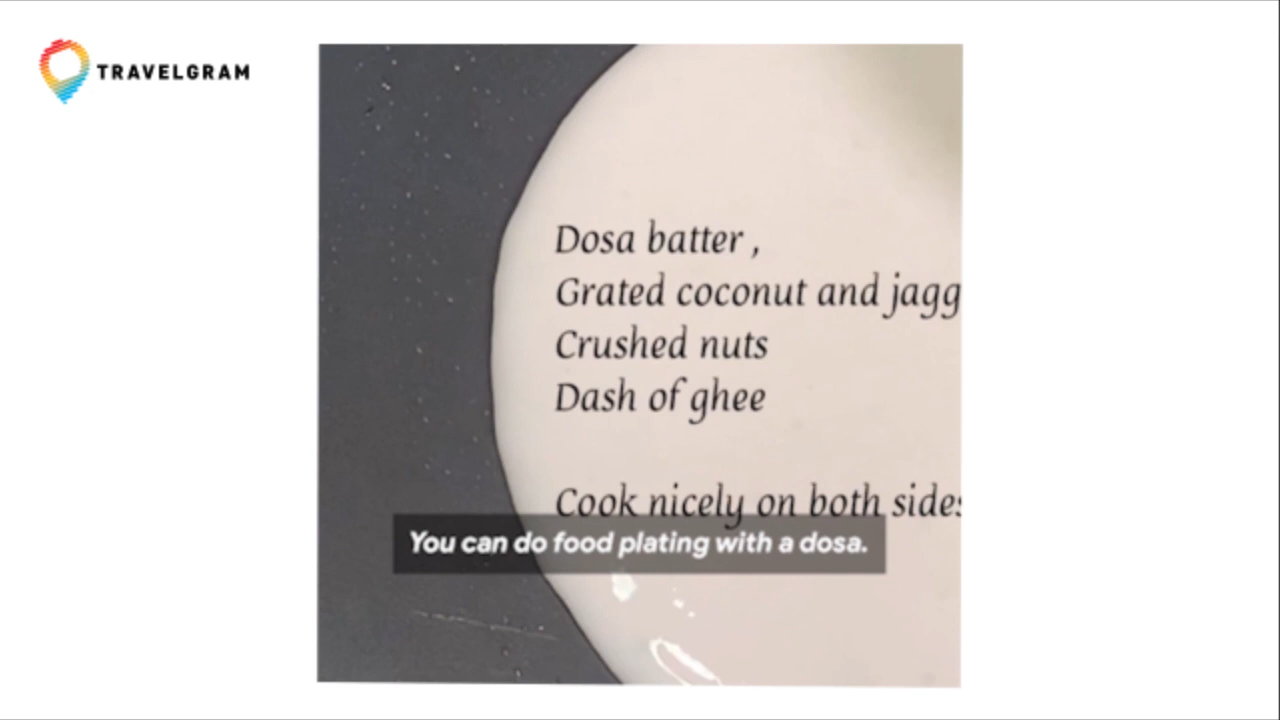 TRAVELGRAM
Dosa batter ,
Grated coconut and jagg
Crushed nuts
Dash of ghee
Cook nicely on both sides
You can do food plating with a dosa.